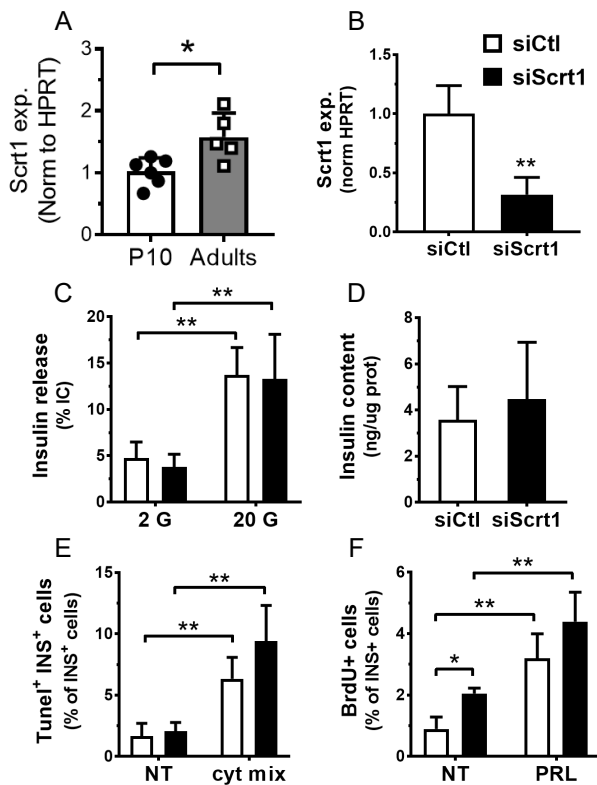 A
Scrt1 exp.
(Norm to HPRT)
3
2
1
0
*
P10 Adults
B
Scrt1 exp.
(norm HPRT)
1.5
1.0
0.5
0.0
siCtl
siScrt1
**
siCtl siScrt1
C
Insulin release
(% IC)
20
15
10
5
0
**
**
2 G 20 G
D
Insulin content
(ng/ug prot)
8
6
4
2
0
siCtl siScrt1
E
Tunel⁺ INS⁺ cells
(% of INS⁺ cells)
15
10
5
0
**
**
NT cyt mix
F
BrdU+ cells
(% of INS+ cells)
6
4
2
0
**
**
*
NT PRL